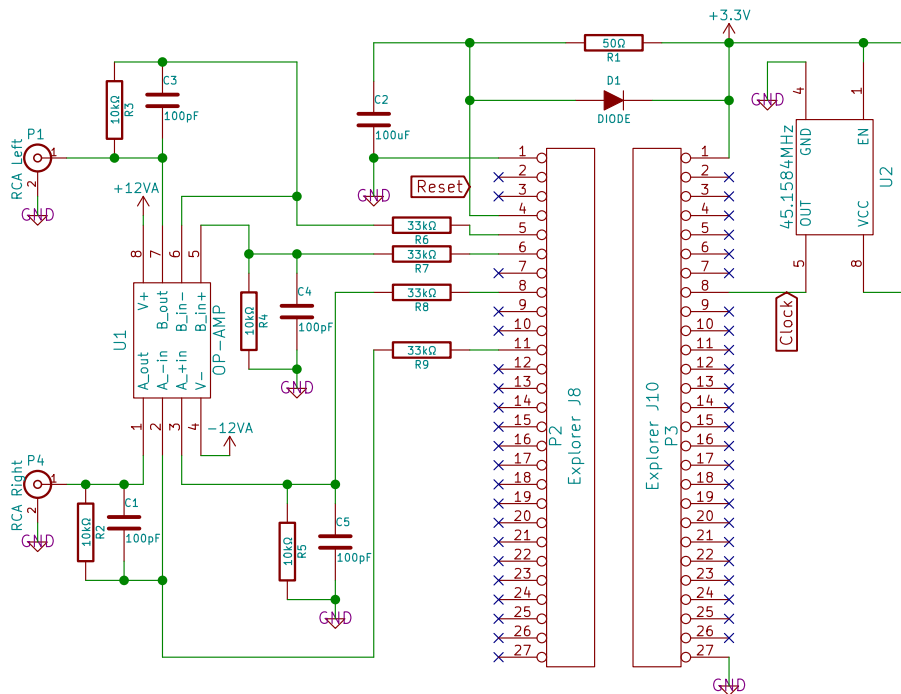 +3.3V
50Ω
R1
D1
DIODE
C2
100uF
GND
C3
100pF
10kΩ
R3
P1
RCA Left
1
2
GND
+12VA
8
7
6
5
V+
B_out
B_in-
B_in+
U1
OP-AMP
A_out
A_-in
A_+in
V-
1
2
3
4
-12VA
10kΩ
R4
C4
100pF
GND
33kΩ
R6
33kΩ
R7
33kΩ
R8
33kΩ
R9
Reset
P4
RCA Right
1
2
GND
10kΩ
R2
C1
100pF
10kΩ
R5
C5
100pF
GND
1
2
3
4
5
6
7
8
9
10
11
12
13
14
15
16
17
18
19
20
21
22
23
24
25
26
27
P2
Explorer J8
Explorer J10
P3
1
2
3
4
5
6
7
8
9
10
11
12
13
14
15
16
17
18
19
20
21
22
23
24
25
26
27
GND
GND
4
1
GND
EN
45.1584MHz
U2
OUT
VCC
5
8
Clock